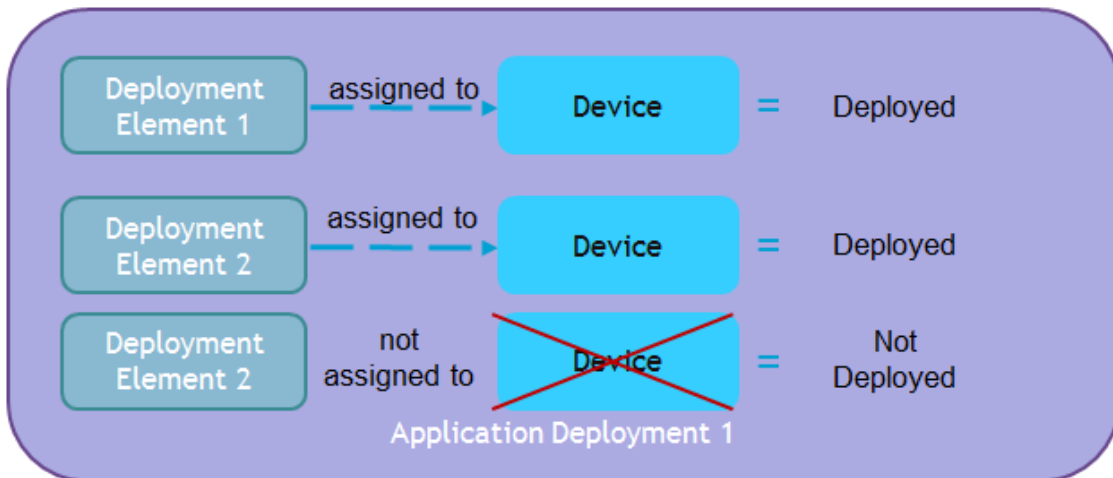 Deployment
Element 1
assigned to
Device
=
Deployed
Deployment
Element 2
assigned to
Device
=
Deployed
Deployment
Element 2
not
assigned to
Device
=
Not
Deployed
Application Deployment 1